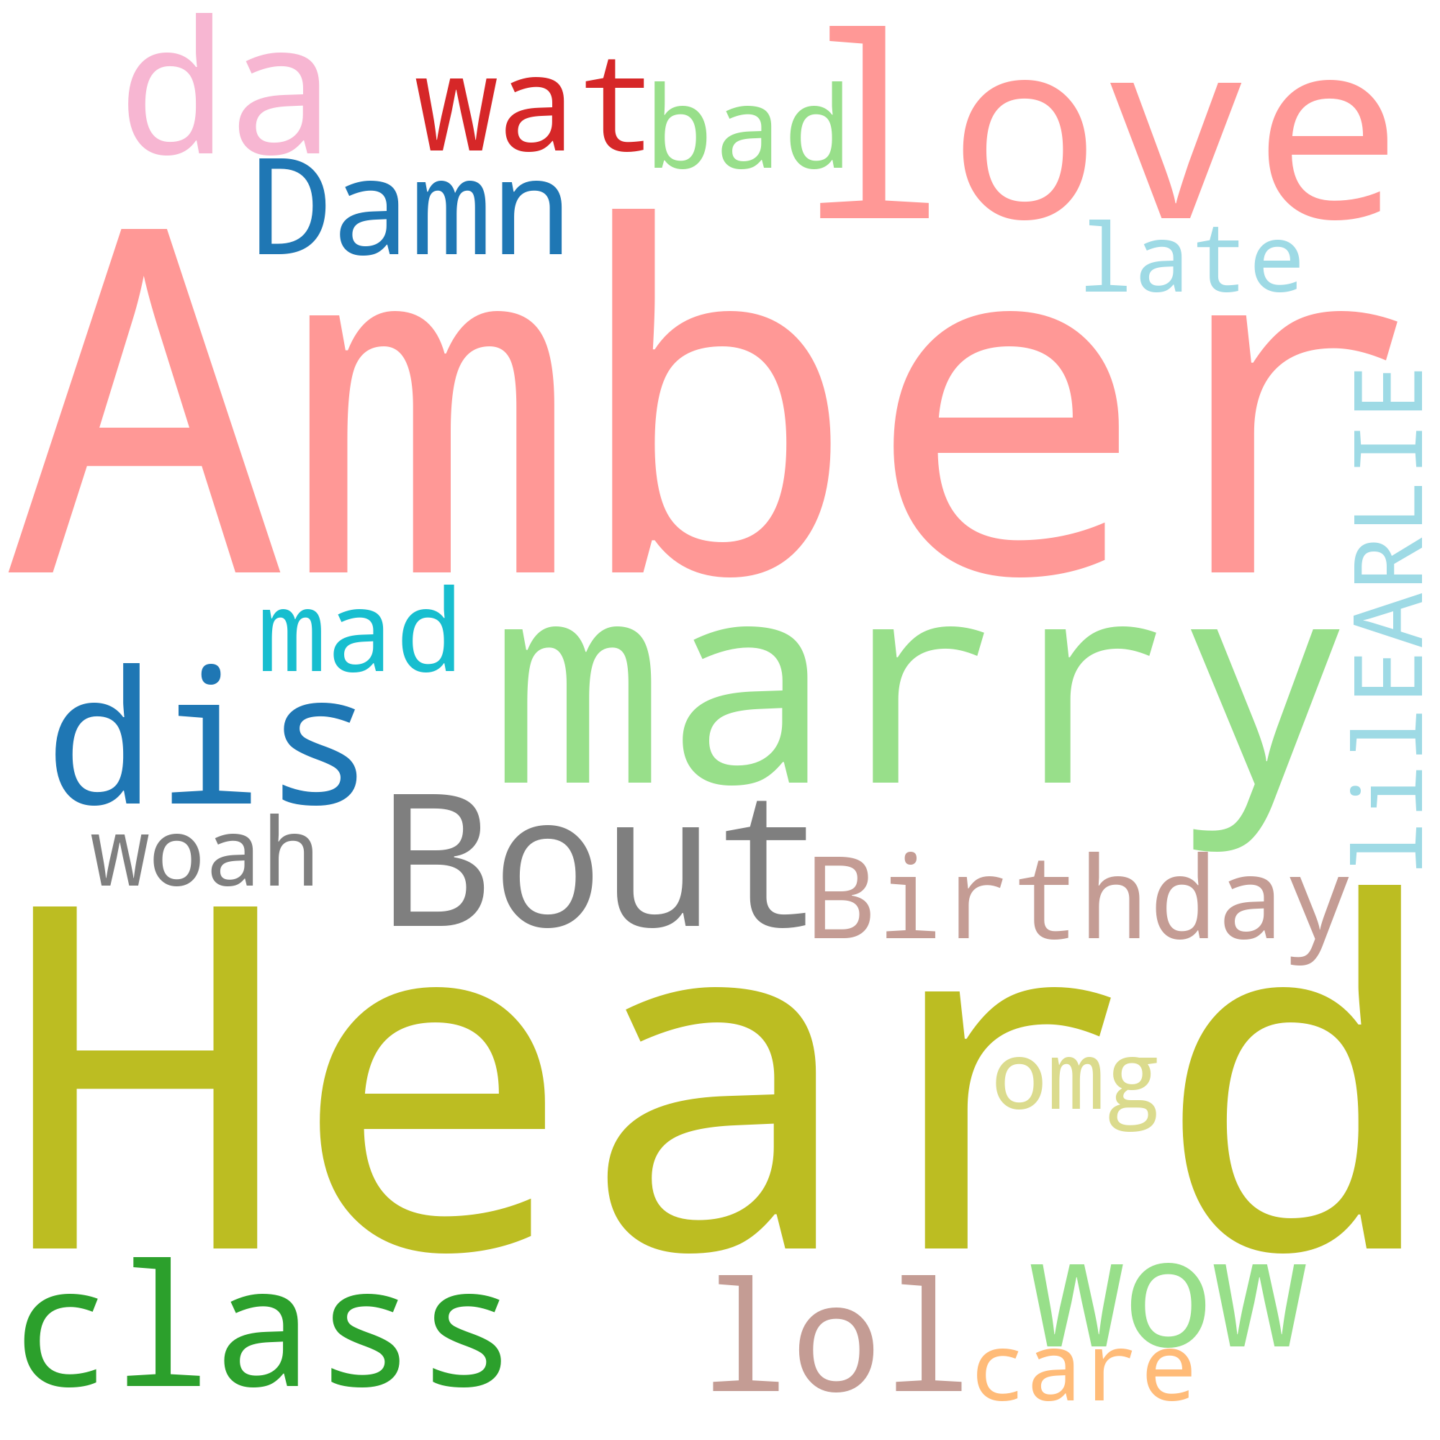 da wat bad love
Damn late
Amber
lilEARLIE
mad marry
dis
woah Bout Birthday
Heard
omg
class lol wow
care